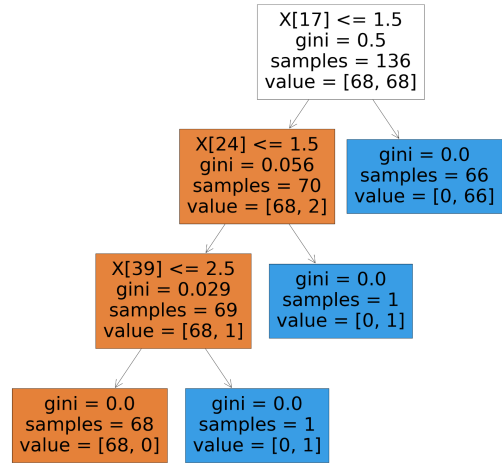 X[17] <= 1.5
gini = 0.5
samples = 136
value = [68, 68]
X[24] <= 1.5
gini = 0.056
samples = 70
value = [68, 2]
gini = 0.0
samples = 66
value = [0, 66]
X[39] <= 2.5
gini = 0.029
samples = 69
value = [68, 1]
gini = 0.0
samples = 1
value = [0, 1]
gini = 0.0
samples = 68
value = [68, 0]
gini = 0.0
samples = 1
value = [0, 1]